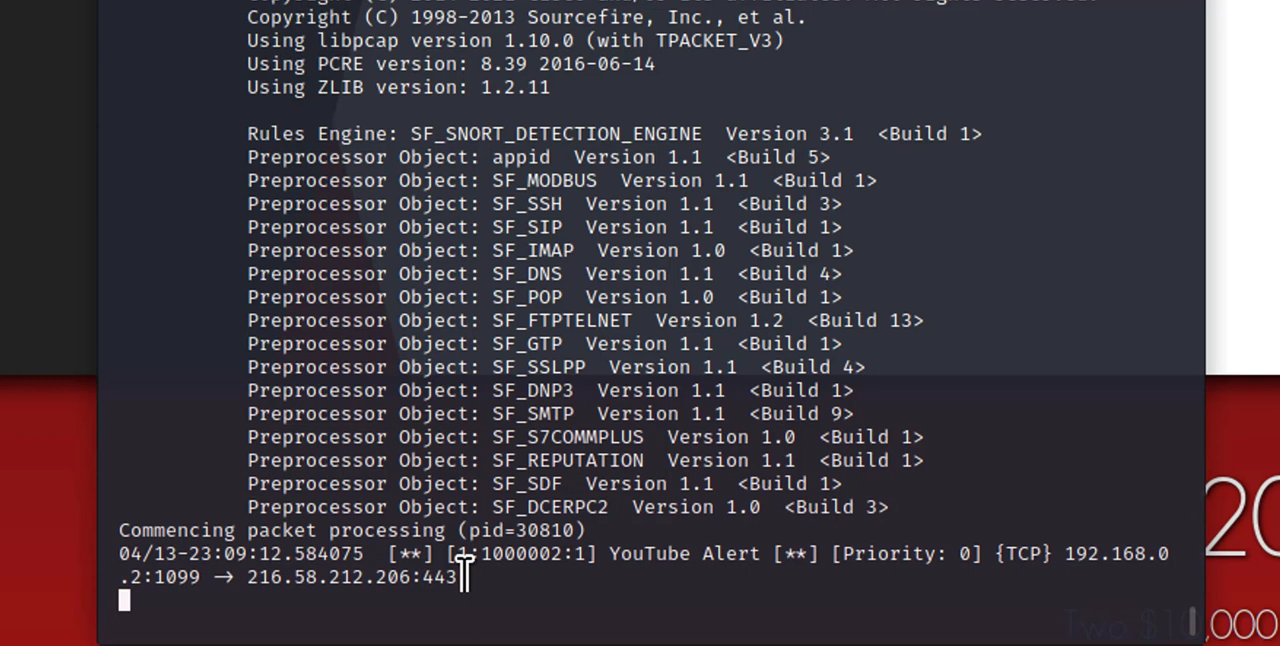 Copyright (C) 1998-2013 Sourcefire, Inc., et al.
Using libpcap version 1.10.0 (with TPACKET_V3)
Using PCRE version: 8.39 2016-06-14
Using ZLIB version: 1.2.11
Rules Engine: SF_SNORT_DETECTION_ENGINE Version 3.1 <Build 1>
Preprocessor Object: appid Version 1.1 <Build 5>
Preprocessor Object: SF_MODBUS Version 1.1 <Build 1>
Preprocessor Object: SF_SSH Version 1.1 <Build 3>
Preprocessor Object: SF_SIP Version 1.1 <Build 1>
Preprocessor Object: SF_IMAP Version 1.0 <Build 1>
Preprocessor Object: SF_DNS Version 1.1 <Build 4>
Preprocessor Object: SF_POP Version 1.0 <Build 1>
Preprocessor Object: SF_FTPTELNET Version 1.2 <Build 13>
Preprocessor Object: SF_GTP Version 1.1 <Build 1>
Preprocessor Object: SF_SSLPP Version 1.1 <Build 4>
Preprocessor Object: SF_DNP3 Version 1.1 <Build 1>
Preprocessor Object: SF_SMTP Version 1.1 <Build 9>
Preprocessor Object: SF_S7COMMPLUS Version 1.0 <Build 1>
Preprocessor Object: SF_REPUTATION Version 1.1 <Build 1>
Preprocessor Object: SF_SDF Version 1.1 <Build 1>
Preprocessor Object: SF_DCERPC2 Version 1.0 <Build 3>
Commencing packet processing (pid=30810)
04/13-23:09:12.584075 [**] [1:1000002:1] YouTube Alert [**] [Priority: 0] {TCP} 192.168.0
.2:1099 → 216.58.212.206:443
20
Two $10,000